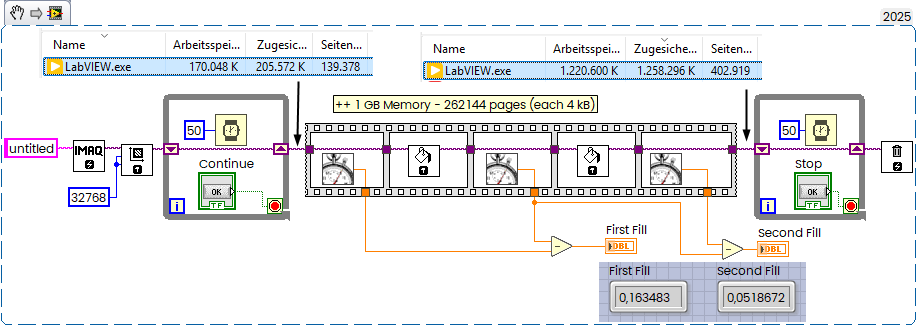 2025
Name Arbeitsspei... Zugesiche... Seiten...
LabVIEW.exe 170.048 K 205.572 K 139.378
Name Arbeitsspei... Zugesiche... Seiten...
LabVIEW.exe 1.220.600 K 1.258.296 K 402.919
++ 1 GB Memory - 262144 pages (each 4 kB)
50
50
untitled
IMAQ
Continue
Stop
32768
OK
TF
i
OK
TF
i
First Fill
DBL
Second Fill
DBL
First Fill
Second Fill
0,163483
0,0518672